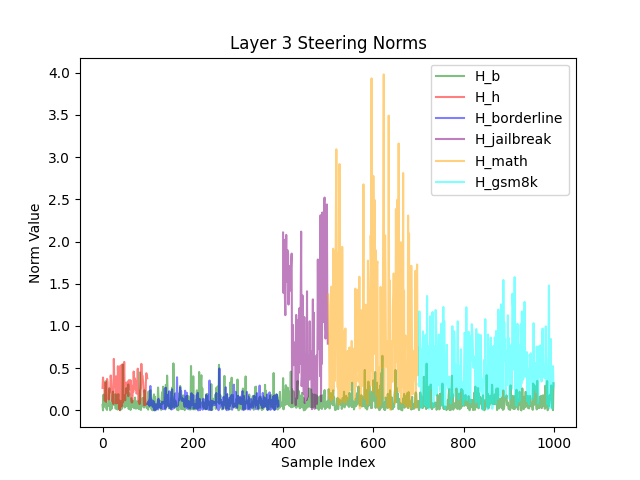 Layer 3 Steering Norms
Norm Value
4.0
3.5
3.0
2.5
2.0
1.5
1.0
0.5
0.0
H_b
H_h
H_borderline
H_jailbreak
H_math
H_gsm8k
0 200 400 600 800 1000
Sample Index